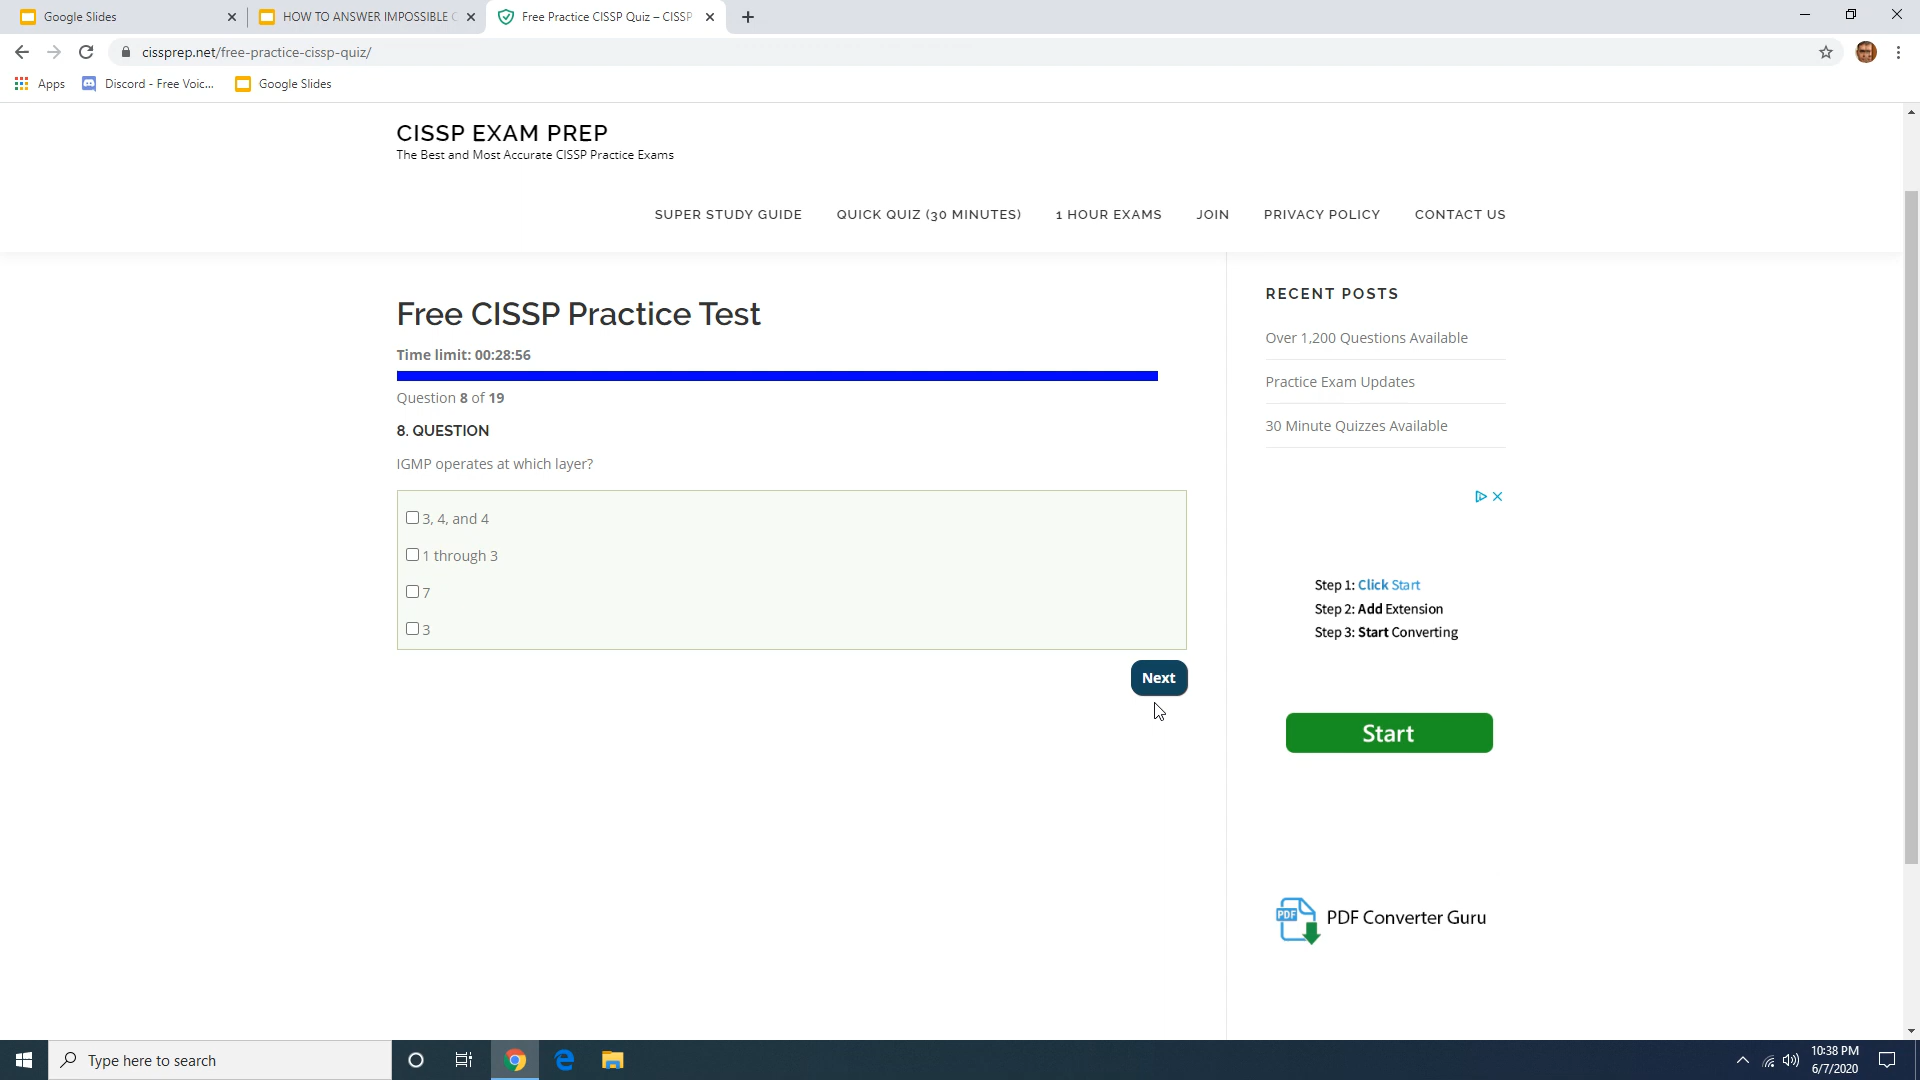 Google Slides
HOW TO ANSWER IMPOSSIBLE
Free Practice CISSP Quiz – CISSP
cissprep.net/free-practice-cissp-quiz/
Apps
Discord - Free Voic...
Google Slides
CISSP EXAM PREP
The Best and Most Accurate CISSP Practice Exams
SUPER STUDY GUIDE
QUICK QUIZ (30 MINUTES)
1 HOUR EXAMS
JOIN
PRIVACY POLICY
CONTACT US
Free CISSP Practice Test
Time limit: 00:28:56
Question 8 of 19
8. QUESTION
IGMP operates at which layer?
3, 4, and 4
1 through 3
7
3
Next
RECENT POSTS
Over 1,200 Questions Available
Practice Exam Updates
30 Minute Quizzes Available
Step 1: Click Start
Step 2: Add Extension
Step 3: Start Converting
Start
PDF
PDF Converter Guru
Type here to search
10:38 PM
6/7/2020